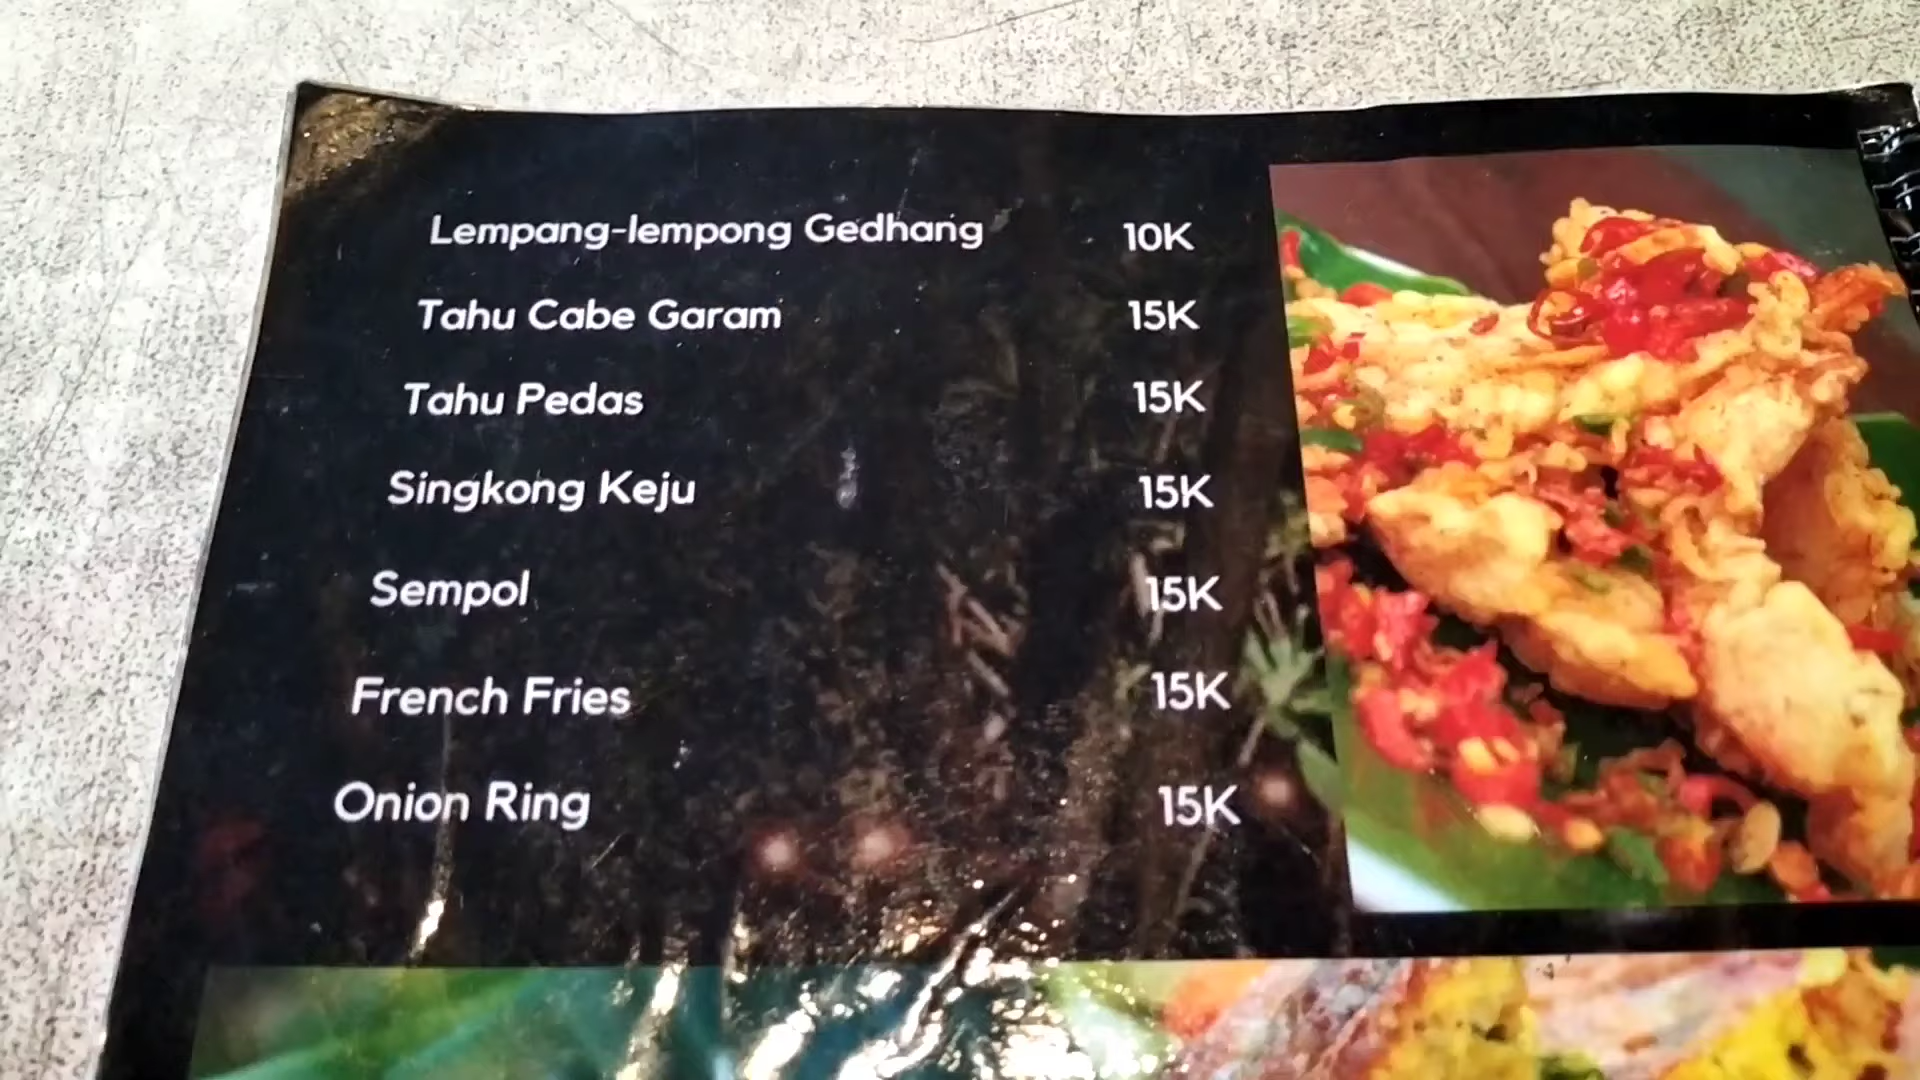 Lempang-lempong Gedhang 10K
Tahu Cabe Garam 15K
Tahu Pedas 15K
Singkong Keju 15K
Sempol 15K
French Fries 15K
Onion Ring 15K